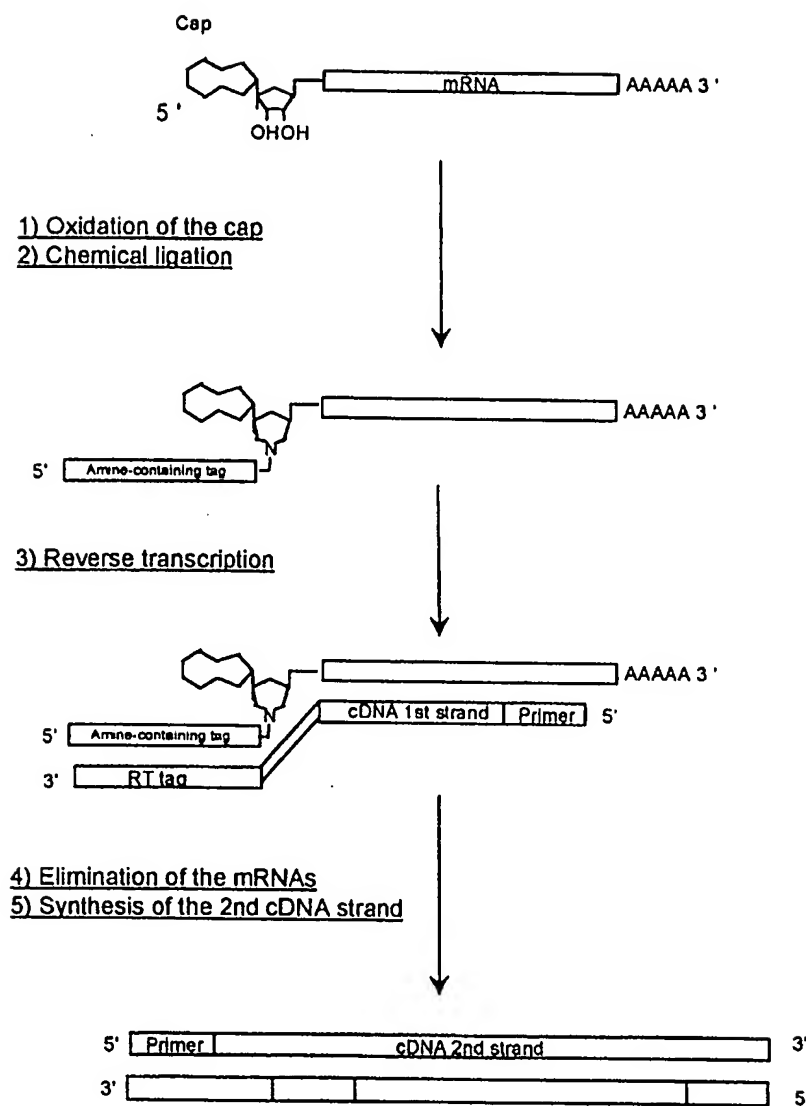 Cap
mRNA AAAAA 3'
5'
OHOH
1) Oxidation of the cap
2) Chemical ligation
AAAAA 3'
5' Amine-containing tag N
3) Reverse transcription
AAAAA 3'
cDNA 1st strand Primer 5'
5' Amine-containing tag N
3' RT tag
4) Elimination of the mRNAs
5) Synthesis of the 2nd cDNA strand
5' Primer cDNA 2nd strand 3'
3' 5